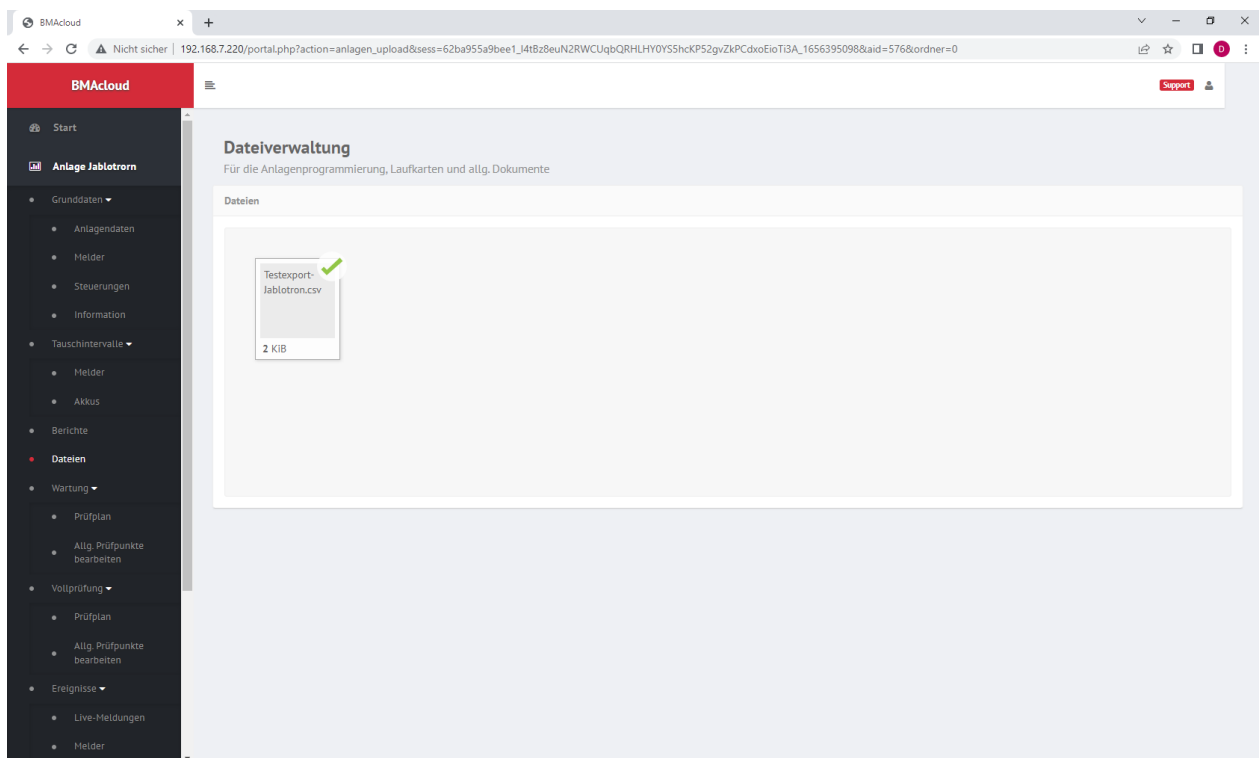 BMAcloud
Nicht sicher | 192.168.7.220/portal.php?action=anlagen_upload&sess=62ba955a9bee1_l4tBz8euN2RWCUqbQRHLHY0YS5hcKP52gvZkPCdxoEioTi3A_1656395098&aid=576&ordner=0
D
BMAcloud
Support
Start
Anlage Jablotrorn
Grunddaten
Anlagendaten
Melder
Steuerungen
Information
Tauschintervalle
Melder
Akkus
Berichte
Dateien
Wartung
Prüfplan
Allg. Prüfpunkte
bearbeiten
Vollprüfung
Prüfplan
Allg. Prüfpunkte
bearbeiten
Ereignisse
Live-Meldungen
Melder
Dateiverwaltung
Für die Anlagenprogrammierung, Laufkarten und allg. Dokumente
Dateien
Testexport-
Jablotron.csv
2 KiB